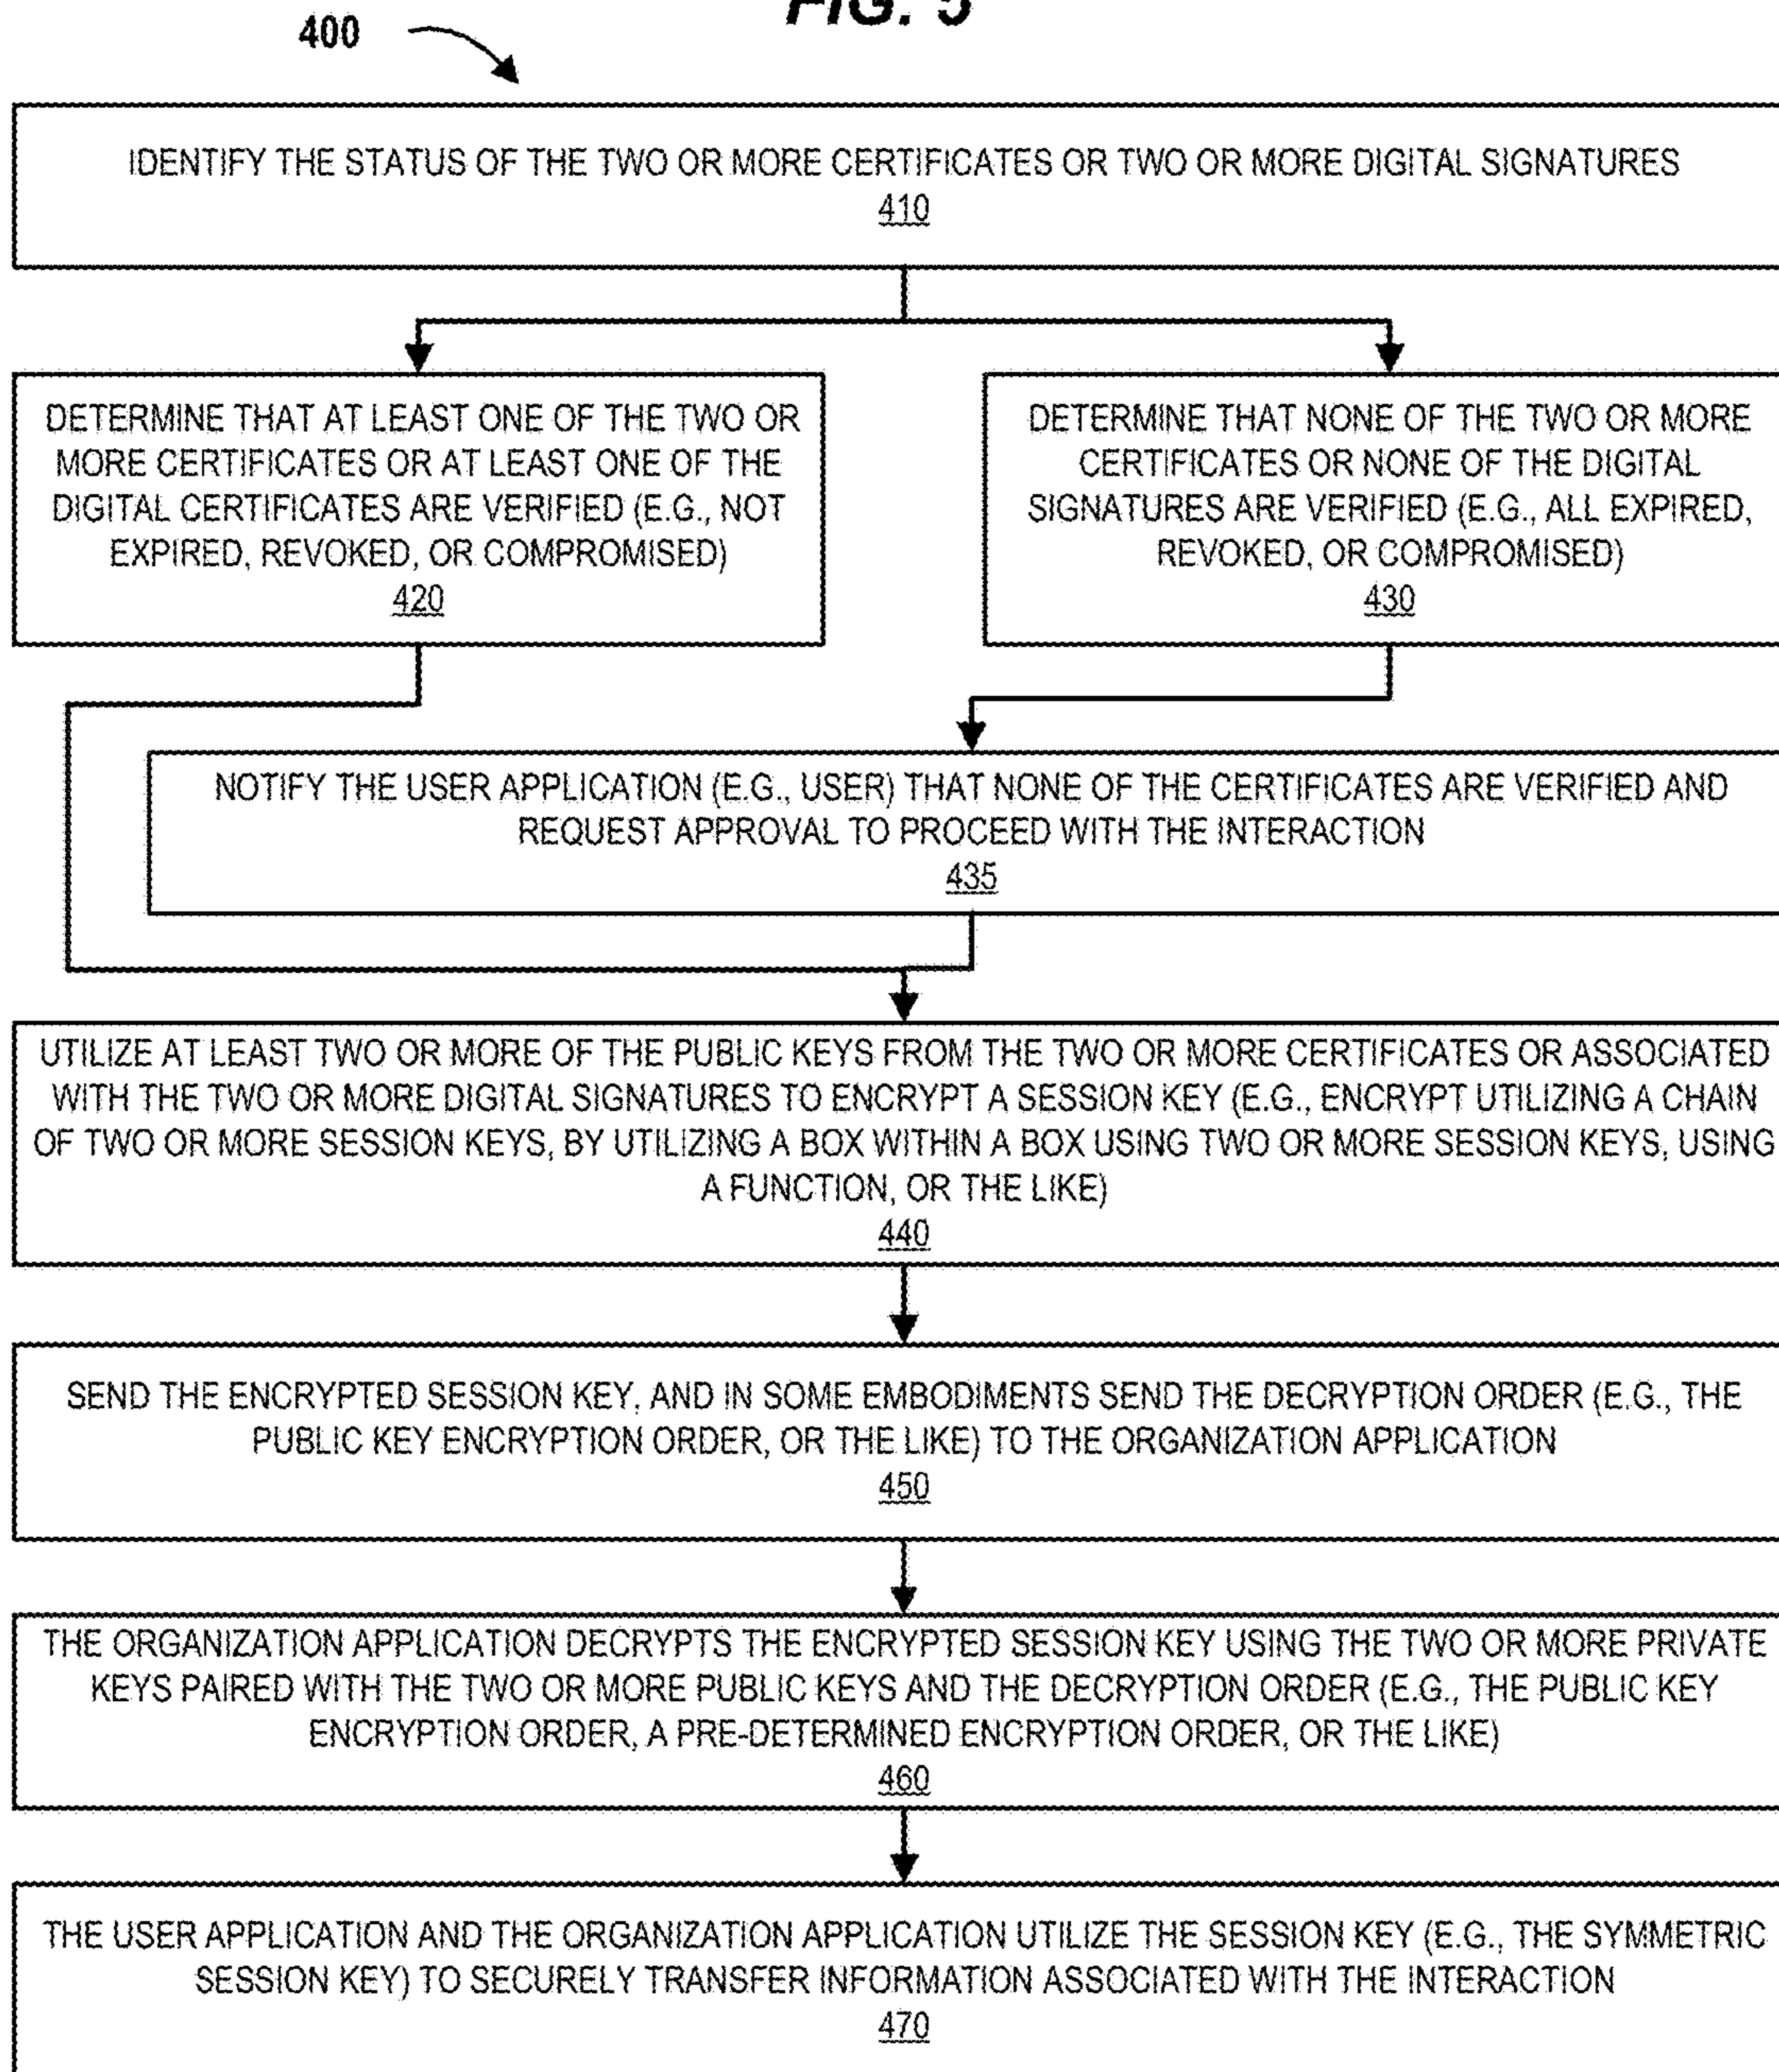 FIG. 5
400
IDENTIFY THE STATUS OF THE TWO OR MORE CERTIFICATES OR TWO OR MORE DIGITAL SIGNATURES
410
DETERMINE THAT AT LEAST ONE OF THE TWO OR
MORE CERTIFICATES OR AT LEAST ONE OF THE
DIGITAL CERTIFICATES ARE VERIFIED (E.G., NOT
EXPIRED, REVOKED, OR COMPROMISED)
420
DETERMINE THAT NONE OF THE TWO OR MORE
CERTIFICATES OR NONE OF THE DIGITAL
SIGNATURES ARE VERIFIED (E.G., ALL EXPIRED,
REVOKED, OR COMPROMISED)
430
NOTIFY THE USER APPLICATION (E.G., USER) THAT NONE OF THE CERTIFICATES ARE VERIFIED AND
REQUEST APPROVAL TO PROCEED WITH THE INTERACTION
435
UTILIZE AT LEAST TWO OR MORE OF THE PUBLIC KEYS FROM THE TWO OR MORE CERTIFICATES OR ASSOCIATED
WITH THE TWO OR MORE DIGITAL SIGNATURES TO ENCRYPT A SESSION KEY (E.G., ENCRYPT UTILIZING A CHAIN
OF TWO OR MORE SESSION KEYS, BY UTILIZING A BOX WITHIN A BOX USING TWO OR MORE SESSION KEYS, USING
A FUNCTION, OR THE LIKE)
440
SEND THE ENCRYPTED SESSION KEY, AND IN SOME EMBODIMENTS SEND THE DECRYPTION ORDER (E.G., THE
PUBLIC KEY ENCRYPTION ORDER, OR THE LIKE) TO THE ORGANIZATION APPLICATION
450
THE ORGANIZATION APPLICATION DECRYPTS THE ENCRYPTED SESSION KEY USING THE TWO OR MORE PRIVATE
KEYS PAIRED WITH THE TWO OR MORE PUBLIC KEYS AND THE DECRYPTION ORDER (E.G., THE PUBLIC KEY
ENCRYPTION ORDER, A PRE-DETERMINED ENCRYPTION ORDER, OR THE LIKE)
460
THE USER APPLICATION AND THE ORGANIZATION APPLICATION UTILIZE THE SESSION KEY (E.G., THE SYMMETRIC
SESSION KEY) TO SECURELY TRANSFER INFORMATION ASSOCIATED WITH THE INTERACTION
470